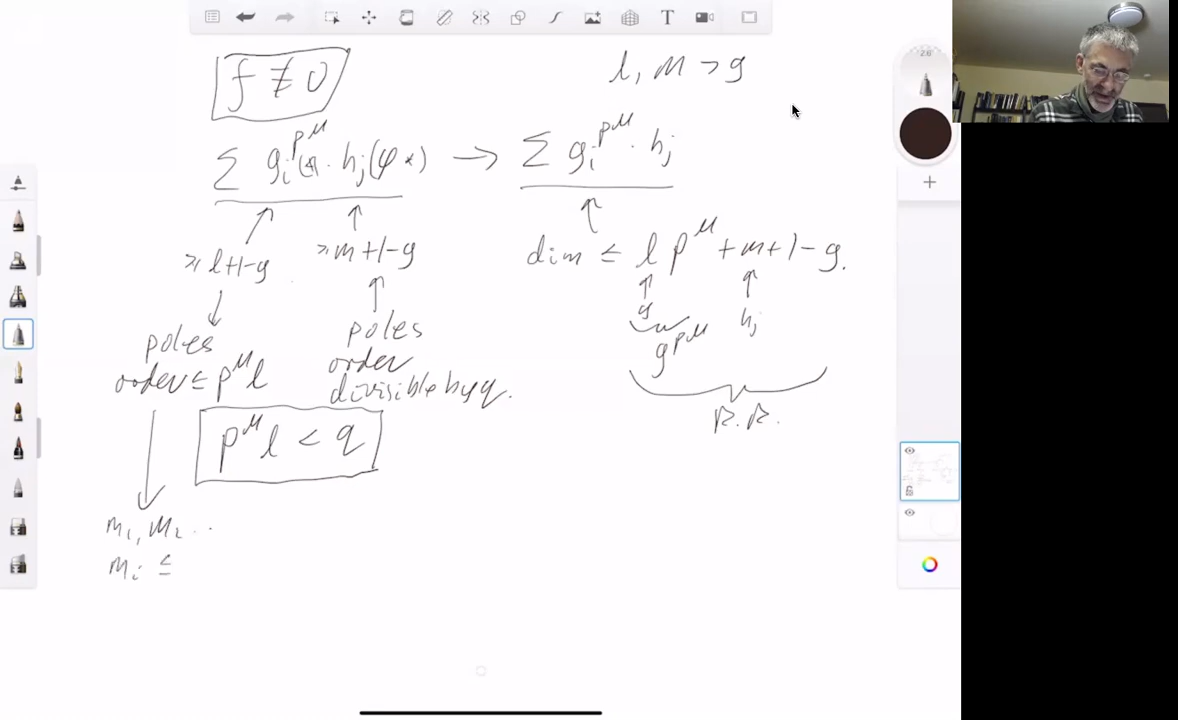 f ≢ 0
l, m > g
∑ g_i^{p^μ}(x) · h_j(φx) → ∑ g_i^{p^μ} · h_j
≥ l+1-g
≥ m+1-g
dim ≤ l p^μ + m+1-g.
g
h_j
g^{p^μ}
poles
order ≤ p^μ l
poles
order
divisible by q.
R.R.
p^μ l < q
m_1, m_2 ..
m_i ≤